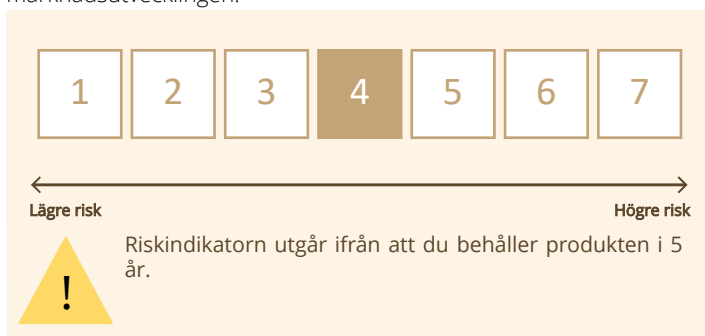 marknadsutvecklingen.
1 2 3 4 5 6 7
Lägre risk Högre risk
Riskindikatorn utgår ifrån att du behåller produkten i 5
år.
!